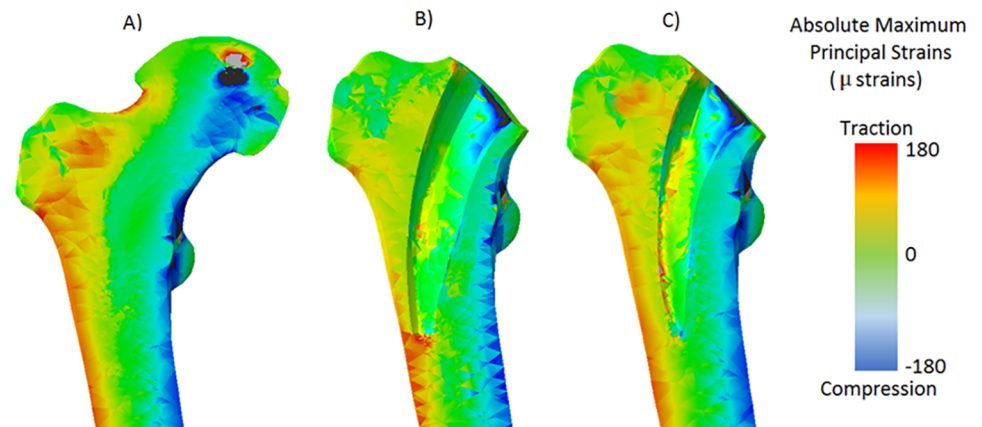 A)
B)
C)
Absolute Maximum
Principal Strains
( μ strains)
Traction
180
0
-180
Compression